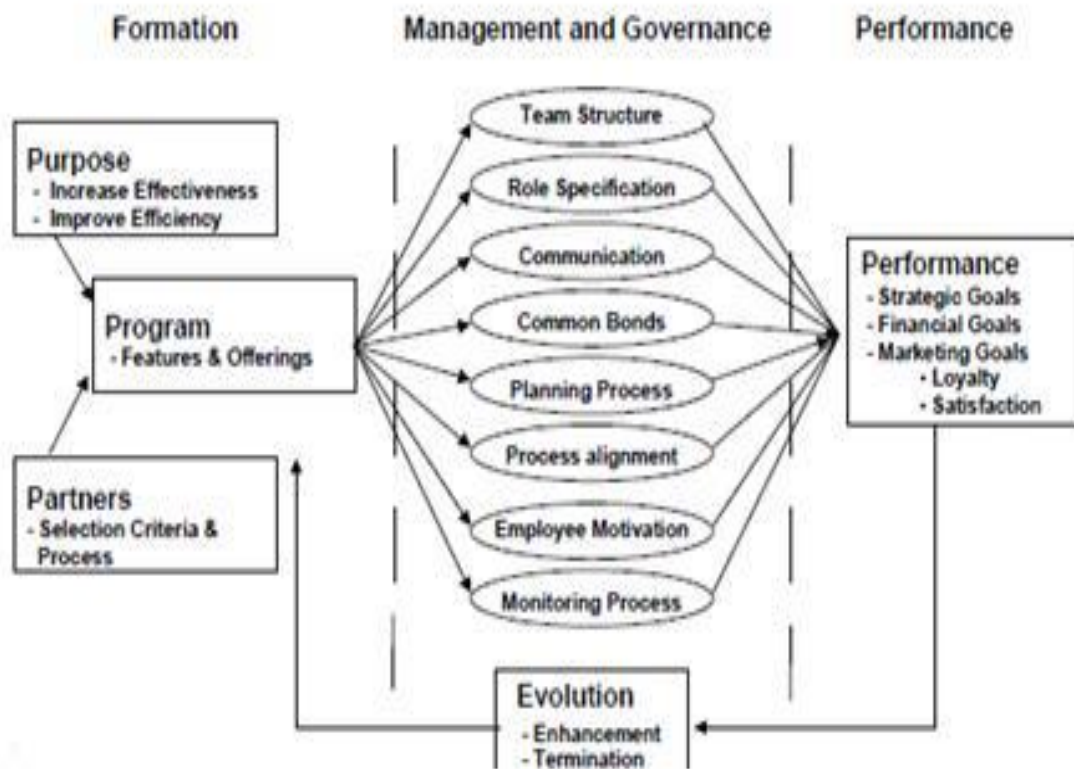 Formation
Management and Governance
Performance
Purpose
- Increase Effectiveness
- Improve Efficiency
Program
- Features & Offerings
Partners
- Selection Criteria &
Process
Team Structure
Role Specification
Communication
Common Bonds
Planning Process
Process alignment
Employee Motivation
Monitoring Process
Performance
- Strategic Goals
- Financial Goals
- Marketing Goals
• Loyalty
• Satisfaction
Evolution
- Enhancement
- Termination